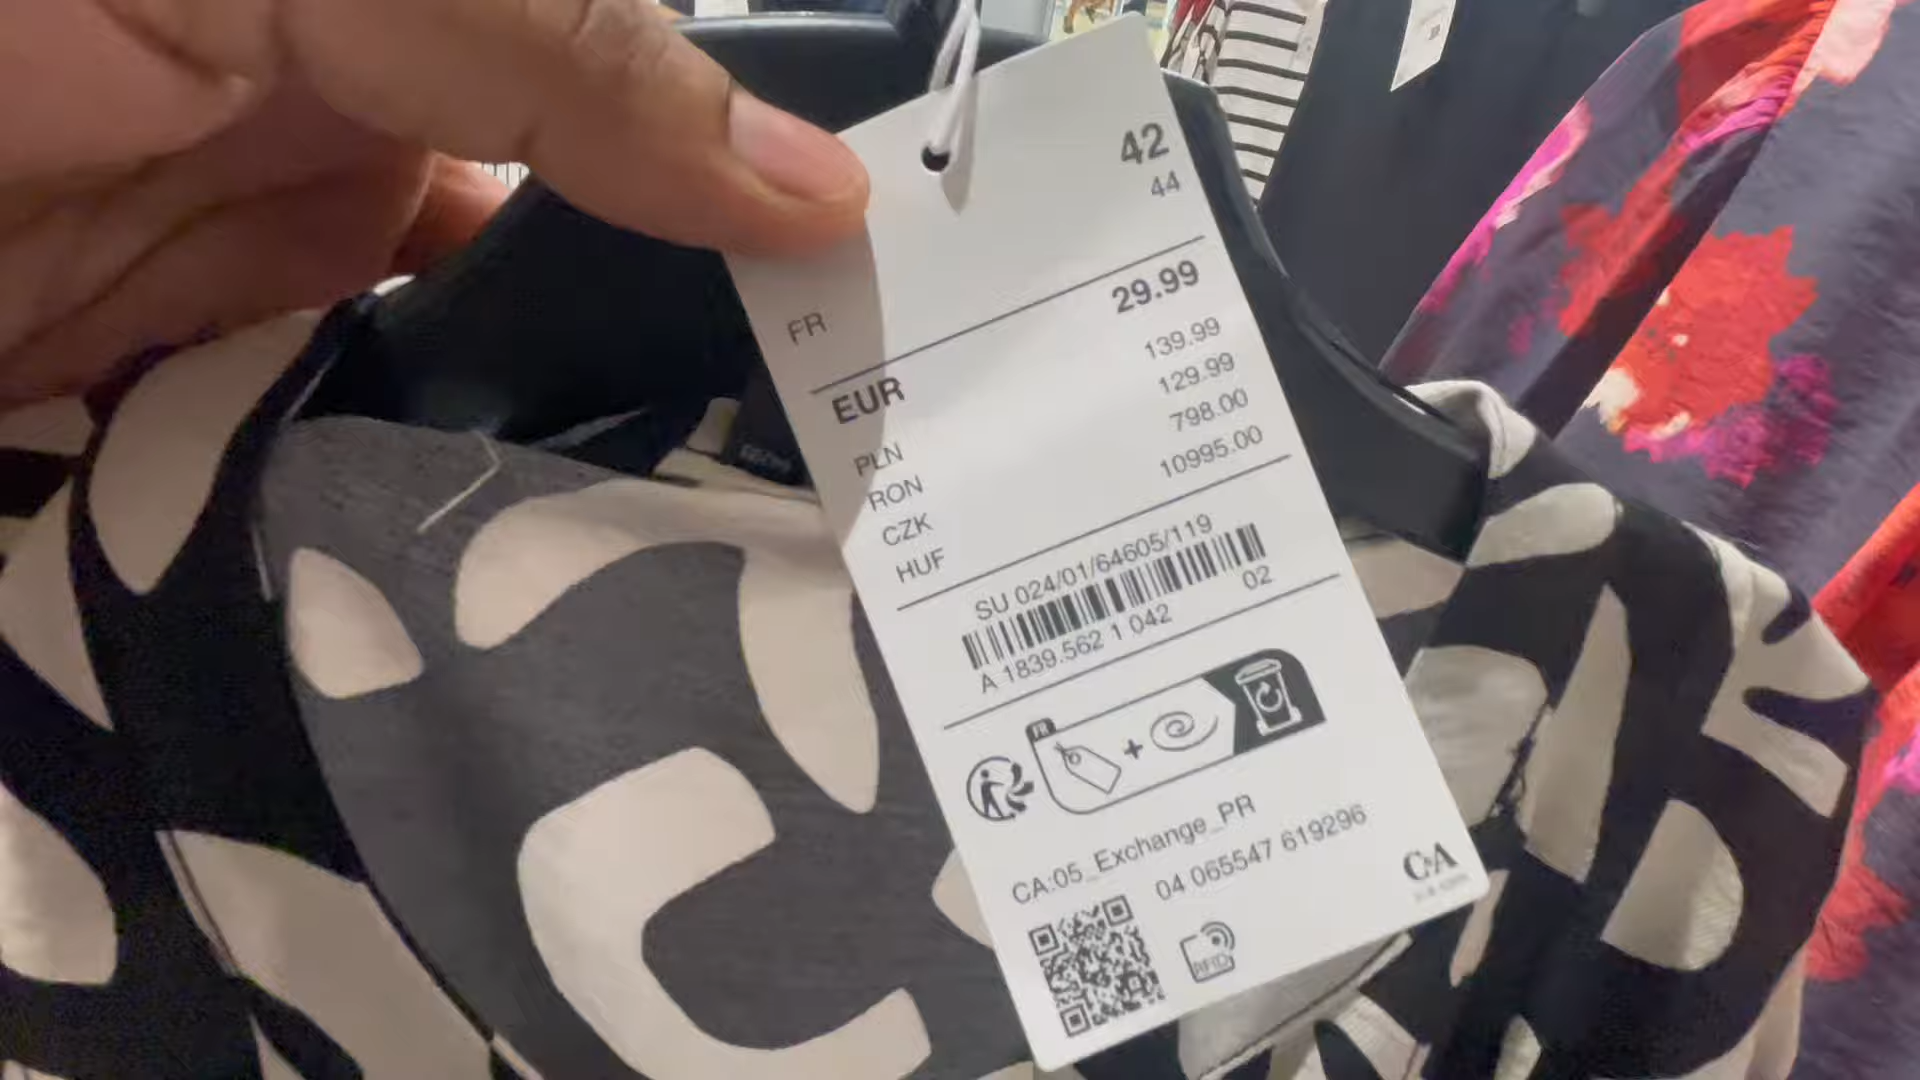 42
FR 44
EUR 29.99
PLN 139.99
RON 129.99
CZK 798.00
HUF 10995.00
SU 024/01/64605/119
A 1839.562 1 042 02
FR
+
CA:05_Exchange_PR
04 065547 619296
RFID
C&A